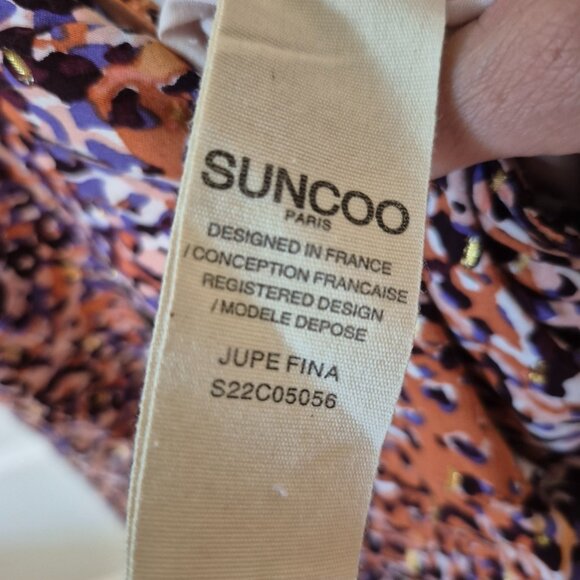 SUNCOO
PARIS
DESIGNED IN FRANCE
/ CONCEPTION FRANCAISE
REGISTERED DESIGN
/ MODELE DEPOSE
JUPE FINA
S22C05056